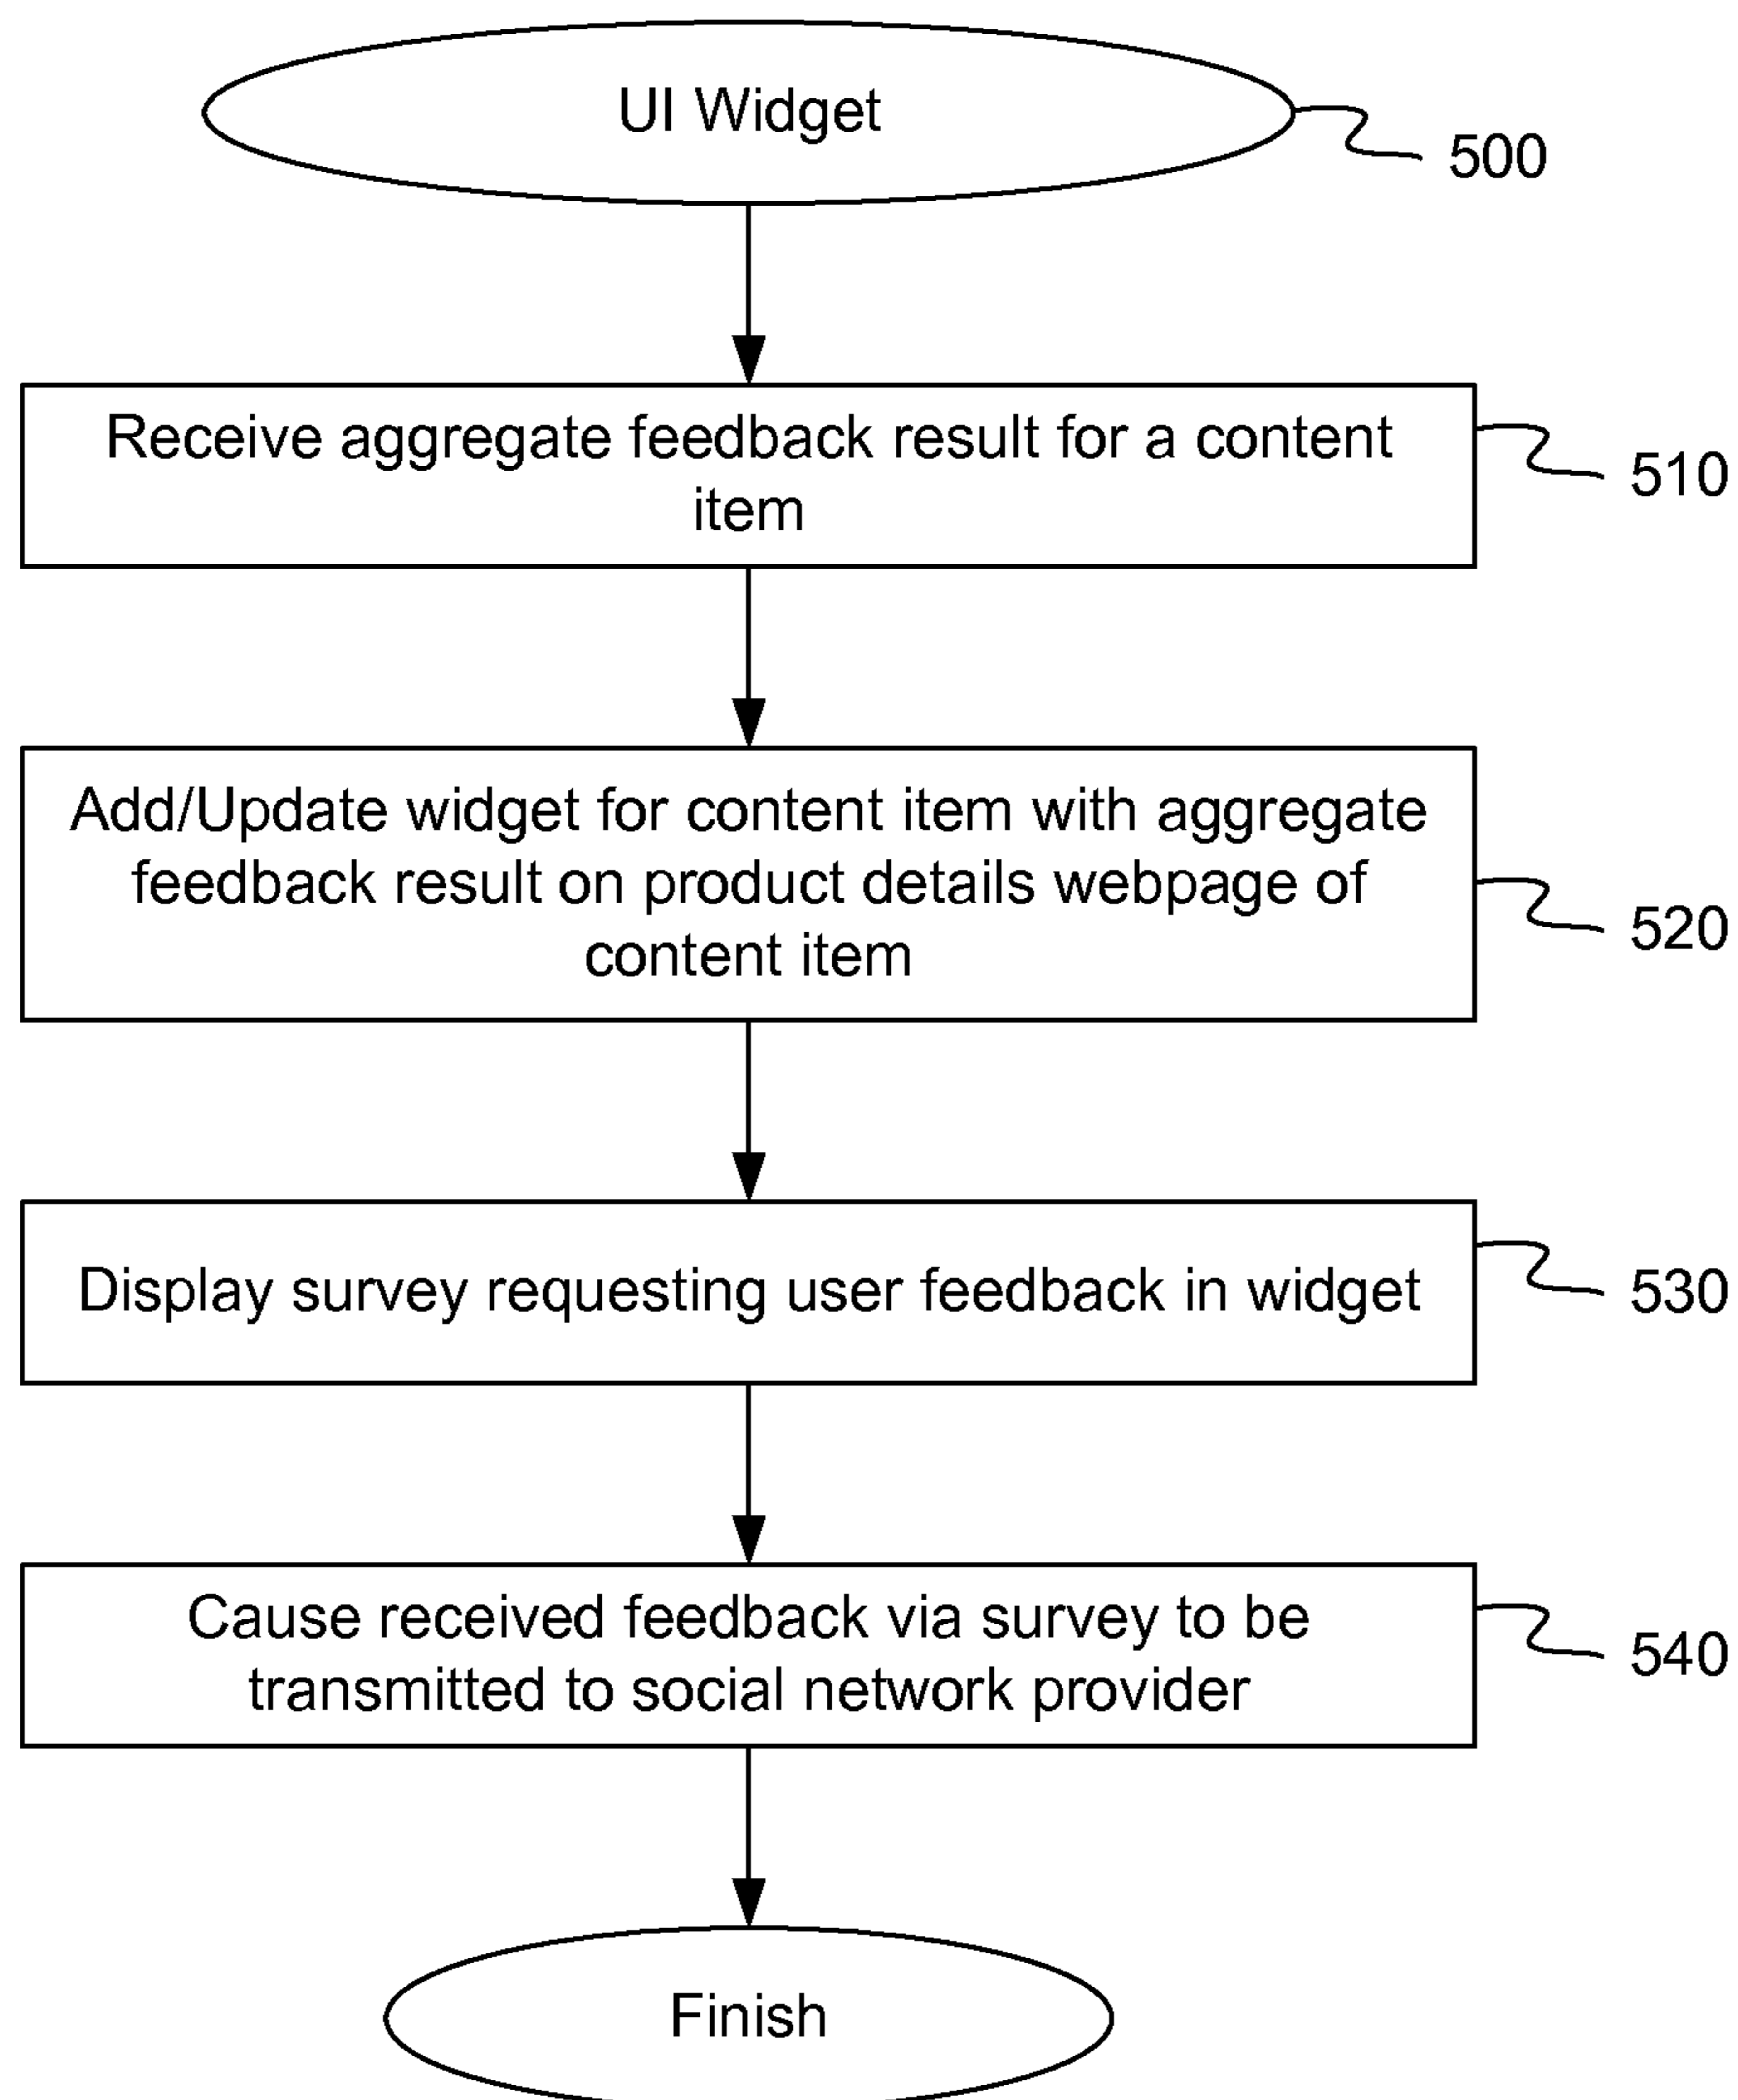 UI Widget
500
Receive aggregate feedback result for a content
item
510
Add/Update widget for content item with aggregate
feedback result on product details webpage of
content item
520
Display survey requesting user feedback in widget
530
Cause received feedback via survey to be
transmitted to social network provider
540
Finish